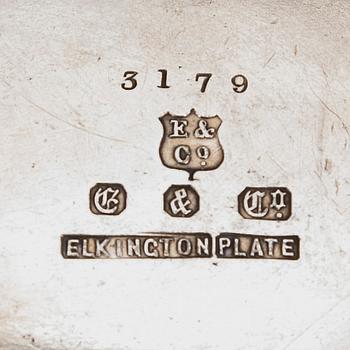 3179
E &
Co
E & Co.
ELKINGTON PLATE